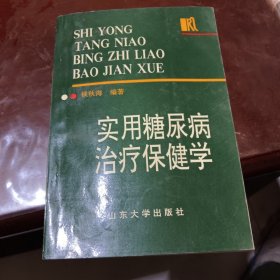 SHI YONG
TANG NIAO
BING ZHI LIAO
BAO JIAN XUE
编著
实用糖尿病
治疗保健学
山东大学出版社